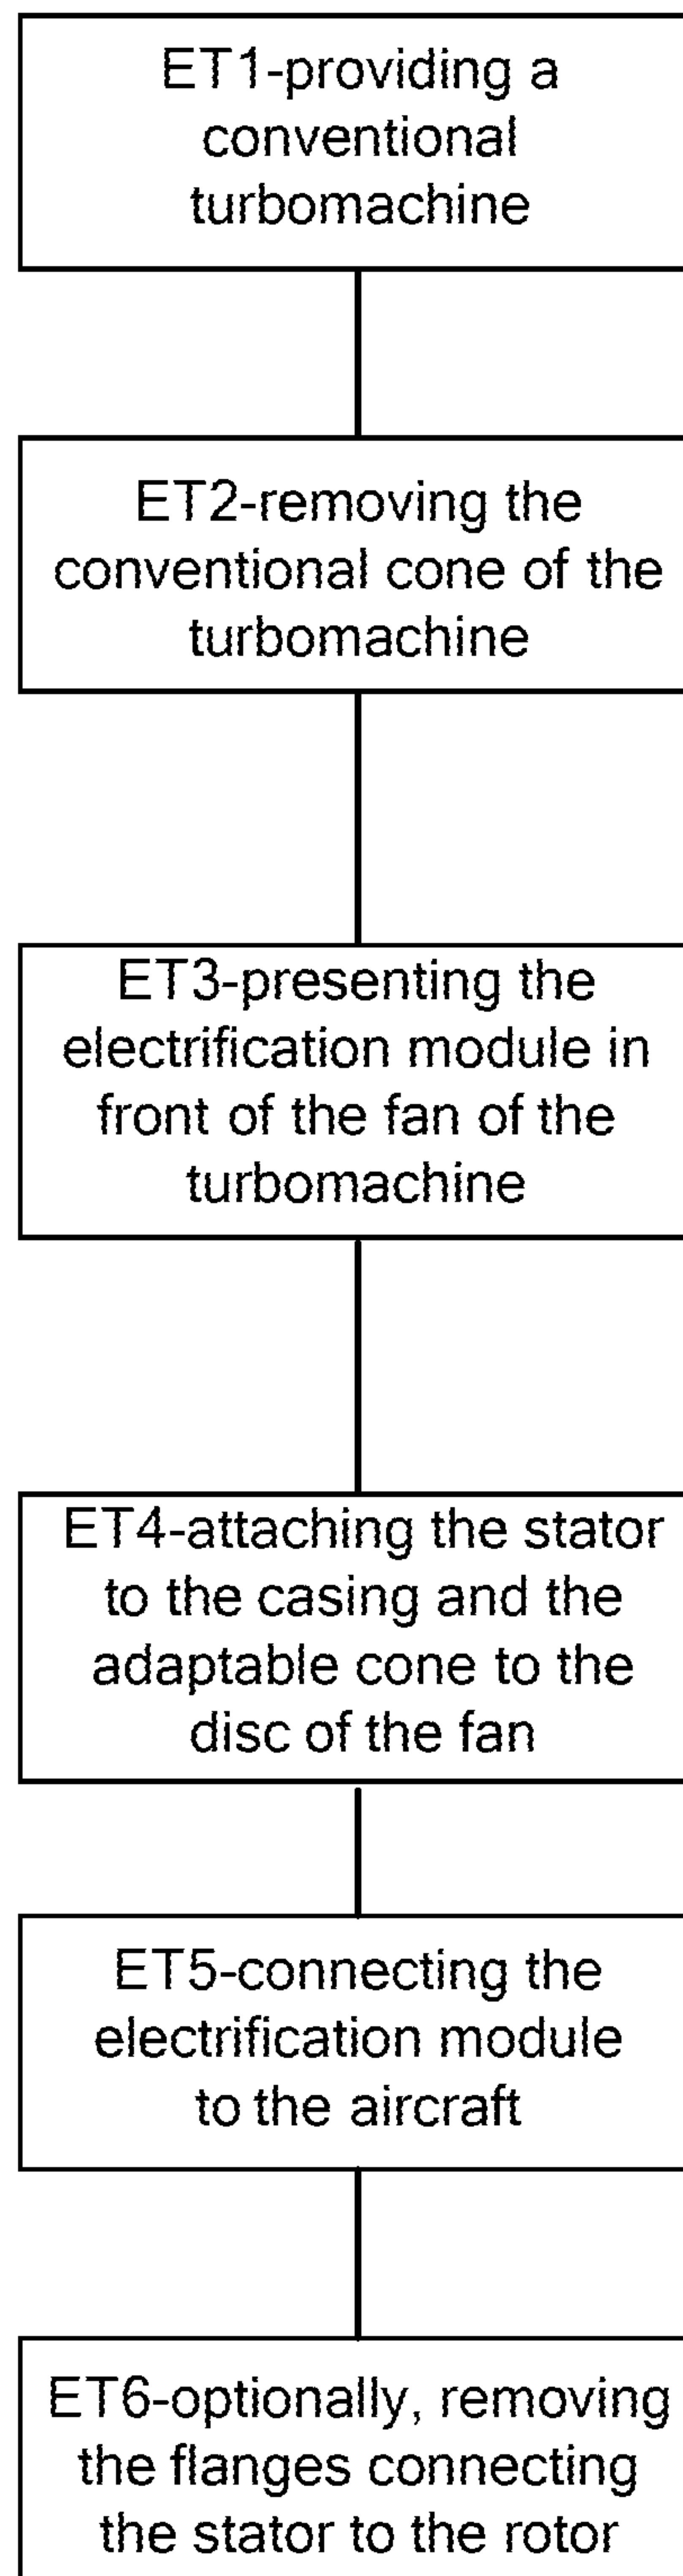 ET1-providing a
conventional
turbomachine
ET2-removing the
conventional cone of the
turbomachine
ET3-presenting the
electrification module in
front of the fan of the
turbomachine
ET4-attaching the stator
to the casing and the
adaptable cone to the
disc of the fan
ET5-connecting the
electrification module
to the aircraft
ET6-optionally, removing
the flanges connecting
the stator to the rotor